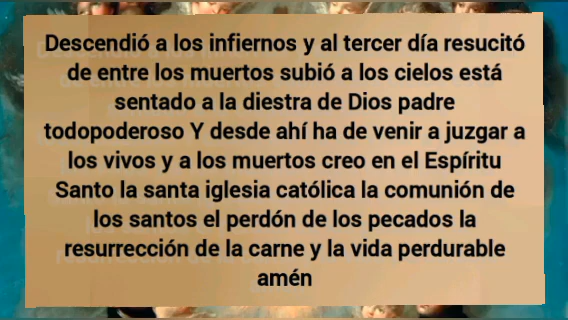 Descendió a los infiernos y al tercer día resucitó
de entre los muertos subió a los cielos está
sentado a la diestra de Dios padre
todopoderoso Y desde ahí ha de venir a juzgar a
los vivos y a los muertos creo en el Espíritu
Santo la santa iglesia católica la comunión de
los santos el perdón de los pecados la
resurrección de la carne y la vida perdurable
amén